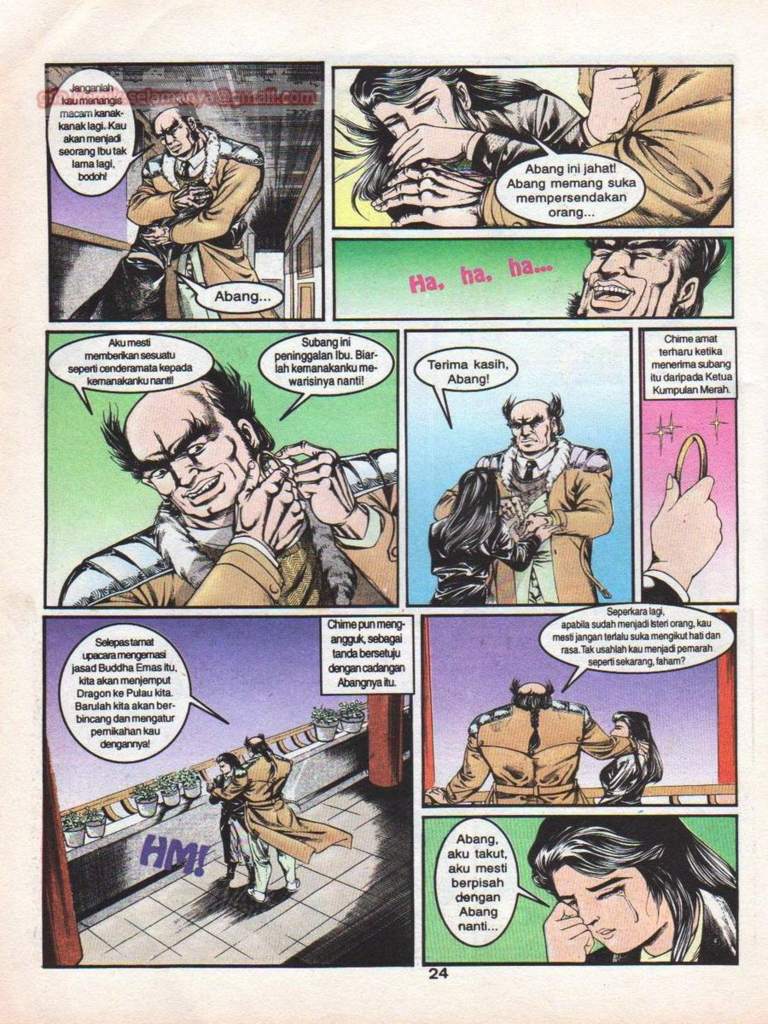 Janganlah
kau menangis
macam kanak-
kanak lagi. Kau
akan menjadi
seorang Ibu tak
lama lagi,
bodoh!
Abang...
Abang ini jahat!
Abang memang suka
mempersendakan
orang...
Ha, ha, ha...
Aku mesti
memberikan sesuatu
seperti cenderamata kepada
kemanakanku nanti!
Subang ini
peninggalan Ibu. Biar-
lah kemanakanku me-
warisinya nanti!
Terima kasih,
Abang!
Chime amat
terharu ketika
menerima subang
itu daripada Ketua
Kumpulan Merah.
Selepas tamat
upacara mengemasi
jasad Buddha Emas itu,
kita akan menjemput
Dragon ke Pulau kita.
Barulah kita akan ber-
bincang dan mengatur
pernikahan kau
dengannya!
Chime pun meng-
angguk, sebagai
tanda bersetuju
dengan cadangan
Abangnya itu.
HM!
Seperkara lagi,
apabila sudah menjadi Isteri orang, kau
mesti jangan terlalu suka mengikut hati dan
rasa. Tak usahlah kau menjadi pemarah
seperti sekarang, faham?
Abang,
aku takut,
aku mesti
berpisah
dengan
Abang
nanti...
24